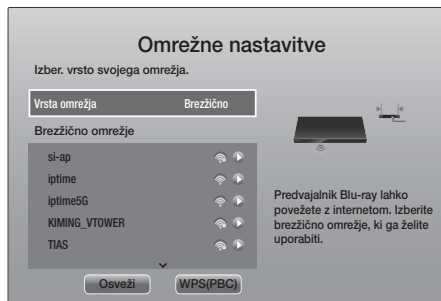 Omrežne nastavitve
Izber. vrsto svojega omrežja.
Vrsta omrežja Brezžično
Brezžično omrežje
si-ap
iptime
iptime5G
KIMING_VTOWER
TIAS
Osveži WPS(PBC)
Predvajalnik Blu-ray lahko
povežete z internetom. Izberite
brezžično omrežje, ki ga želite
uporabiti.